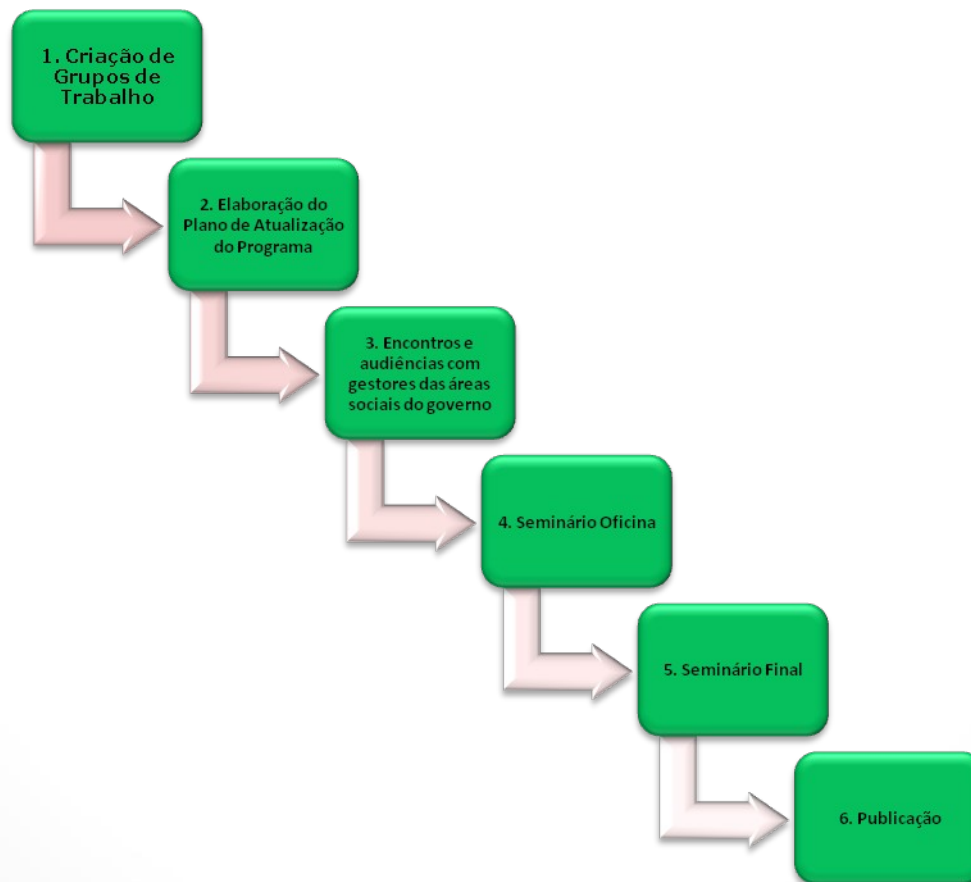 1. Criação de
Grupos de
Trabalho
2. Elaboração do
Plano de Atualização
do Programa
3. Encontros e
audiências com
gestores das áreas
sociais do governo
4. Seminário Oficina
5. Seminário Final
6. Publicação